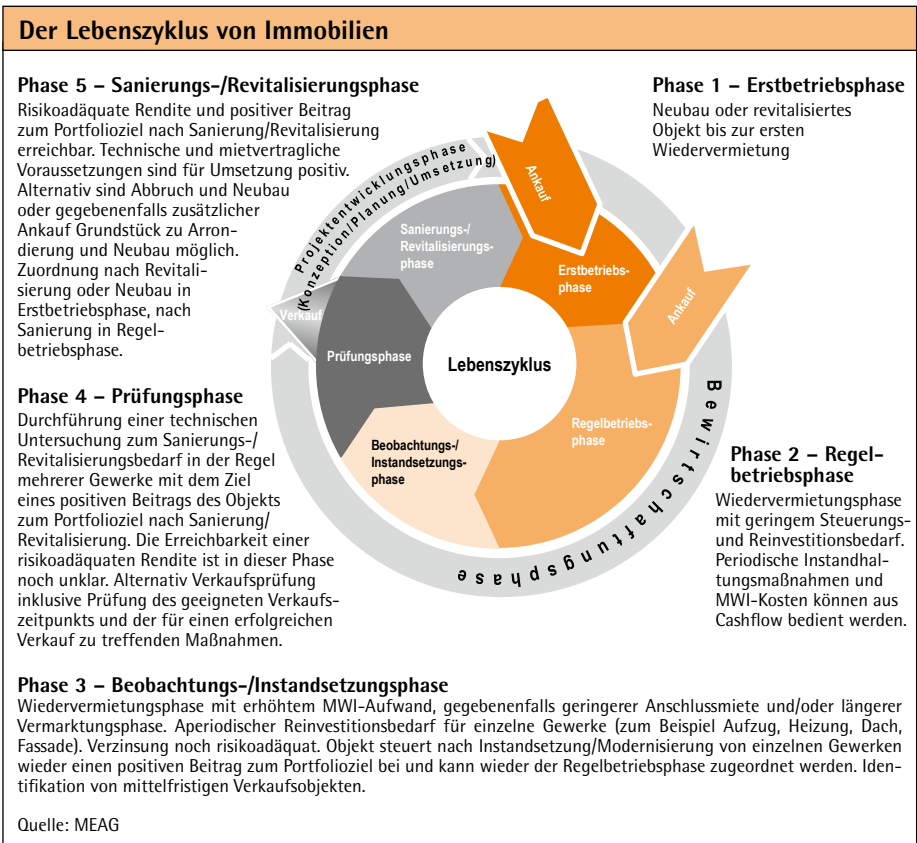 Der Lebenszyklus von Immobilien
Phase 5 – Sanierungs-/Revitalisierungsphase
Risikoadäquate Rendite und positiver Beitrag
zum Portfolioziel nach Sanierung/Revitalisierung
erreichbar. Technische und mietvertragliche
Voraussetzungen sind für Umsetzung positiv.
Alternativ sind Abbruch und Neubau
oder gegebenenfalls zusätzlicher
Ankauf Grundstück zu Arron-
dierung und Neubau möglich.
Zuordnung nach Revitali-
sierung oder Neubau in
Erstbetriebsphase, nach
Sanierung in Regel-
betriebsphase.
Phase 1 – Erstbetriebsphase
Neubau oder revitalisiertes
Objekt bis zur ersten
Wiedervermietung
Projektentwicklungsphase
(Konzeption/Planung/Umsetzung)
Ankauf
Sanierungs-/
Revitalisierungs-
phase
Erstbetriebs-
phase
Ankauf
Verkauf
Prüfungsphase
Lebenszyklus
Regelbetriebs-
phase
Beobachtungs-/
Instandsetzungs-
phase
Bewirtschaftungsphase
Phase 4 – Prüfungsphase
Durchführung einer technischen
Untersuchung zum Sanierungs-/
Revitalisierungsbedarf in der Regel
mehrerer Gewerke mit dem Ziel
eines positiven Beitrags des Objekts
zum Portfolioziel nach Sanierung/
Revitalisierung. Die Erreichbarkeit einer
risikoadäquaten Rendite ist in dieser Phase
noch unklar. Alternativ Verkaufsprüfung
inklusive Prüfung des geeigneten Verkaufs-
zeitpunkts und der für einen erfolgreichen
Verkauf zu treffenden Maßnahmen.
Phase 2 – Regel-
betriebsphase
Wiedervermietungsphase
mit geringem Steuerungs-
und Reinvestitionsbedarf.
Periodische Instandhal-
tungsmaßnahmen und
MWI-Kosten können aus
Cashflow bedient werden.
Phase 3 – Beobachtungs-/Instandsetzungsphase
Wiedervermietungsphase mit erhöhtem MWI-Aufwand, gegebenenfalls geringerer Anschlussmiete und/oder längerer
Vermarktungsphase. Aperiodischer Reinvestitionsbedarf für einzelne Gewerke (zum Beispiel Aufzug, Heizung, Dach,
Fassade). Verzinsung noch risikoadäquat. Objekt steuert nach Instandsetzung/Modernisierung von einzelnen Gewerken
wieder einen positiven Beitrag zum Portfolioziel bei und kann wieder der Regelbetriebsphase zugeordnet werden. Iden-
tifikation von mittelfristigen Verkaufsobjekten.
Quelle: MEAG